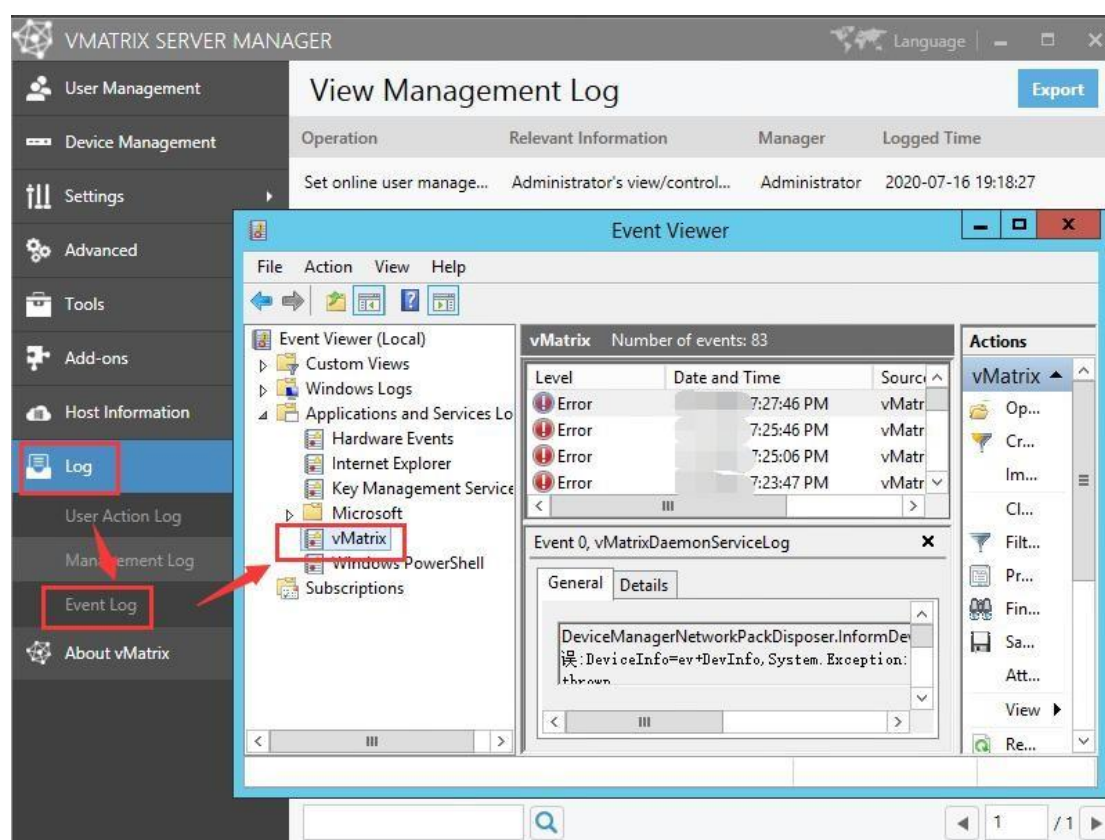 VMATRIX SERVER MANAGER
Language
User Management
Device Management
Settings
Advanced
Tools
Add-ons
Host Information
Log
User Action Log
Management Log
Event Log
About vMatrix
View Management Log
Export
Operation Relevant Information Manager Logged Time
Set online user manage... Administrator's view/control... Administrator 2020-07-16 19:18:27
Event Viewer
File Action View Help
Event Viewer (Local)
Custom Views
Windows Logs
Applications and Services Lo
Hardware Events
Internet Explorer
Key Management Service
Microsoft
vMatrix
Windows PowerShell
Subscriptions
vMatrix Number of events: 83
Level Date and Time Sourc
Error 7:27:46 PM vMatr
Error 7:25:46 PM vMatr
Error 7:25:06 PM vMatr
Error 7:23:47 PM vMatr
Event 0, vMatrixDaemonServiceLog
General Details
DeviceManagerNetworkPackDisposer.InformDev
误:DeviceInfo=ev+DevInfo,System.Exception:
thrown
Actions
vMatrix
Op...
Cr...
Im...
Cl...
Filt...
Pr...
Fin...
Sa...
Att...
View
Re...
1 / 1